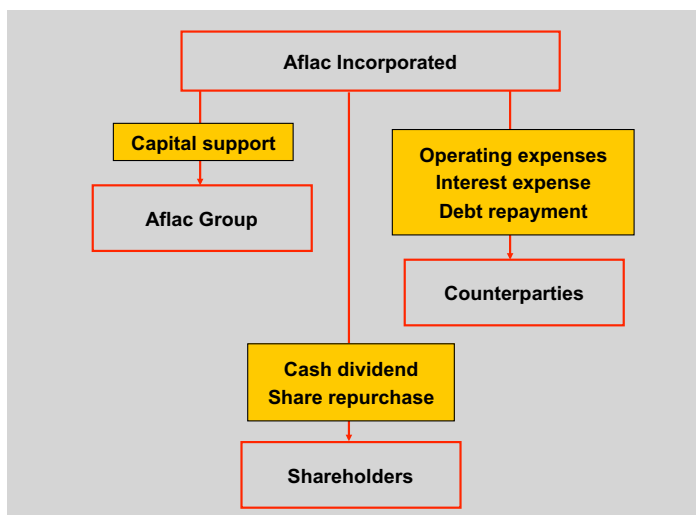 Aflac Incorporated
Capital support
Aflac Group
Operating expenses
Interest expense
Debt repayment
Counterparties
Cash dividend
Share repurchase
Shareholders